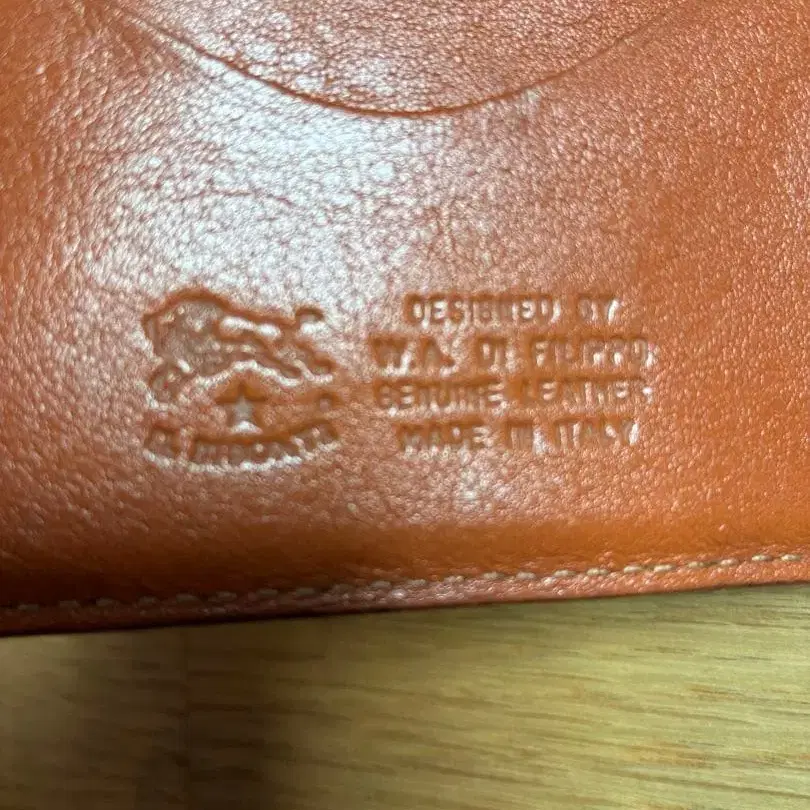 IL BISONTE
DESIGNED BY
W.A. DI FILIPPO
GENUINE LEATHER
MADE IN ITALY